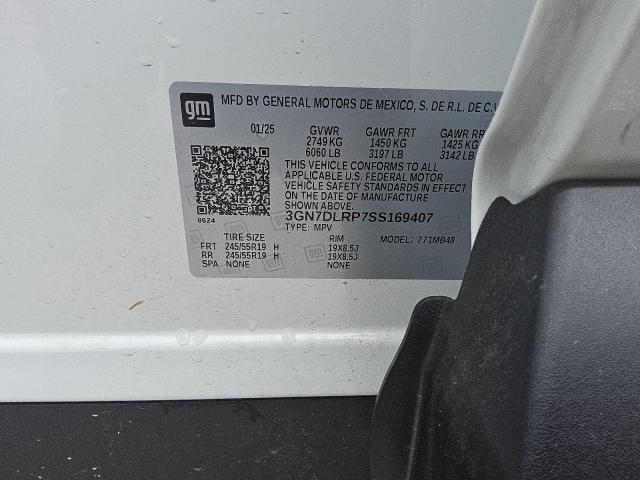 gm
MFD BY GENERAL MOTORS DE MEXICO, S. DE R.L. DE C.V
01/25 GVWR GAWR FRT GAWR RR
2749 KG 1450 KG 1425 KG
6060 LB 3197 LB 3142 LB
THIS VEHICLE CONFORMS TO ALL
APPLICABLE U.S. FEDERAL MOTOR
VEHICLE SAFETY STANDARDS IN EFFECT
ON THE DATE OF MANUFACTURE
SHOWN ABOVE.
8624 3GN7DLRP7SS169407
TYPE: MPV MODEL: 771MB48
TIRE SIZE RIM
FRT 245/55R19 H 19X8.5J
RR 245/55R19 H 19X8.5J
SPA NONE NONE